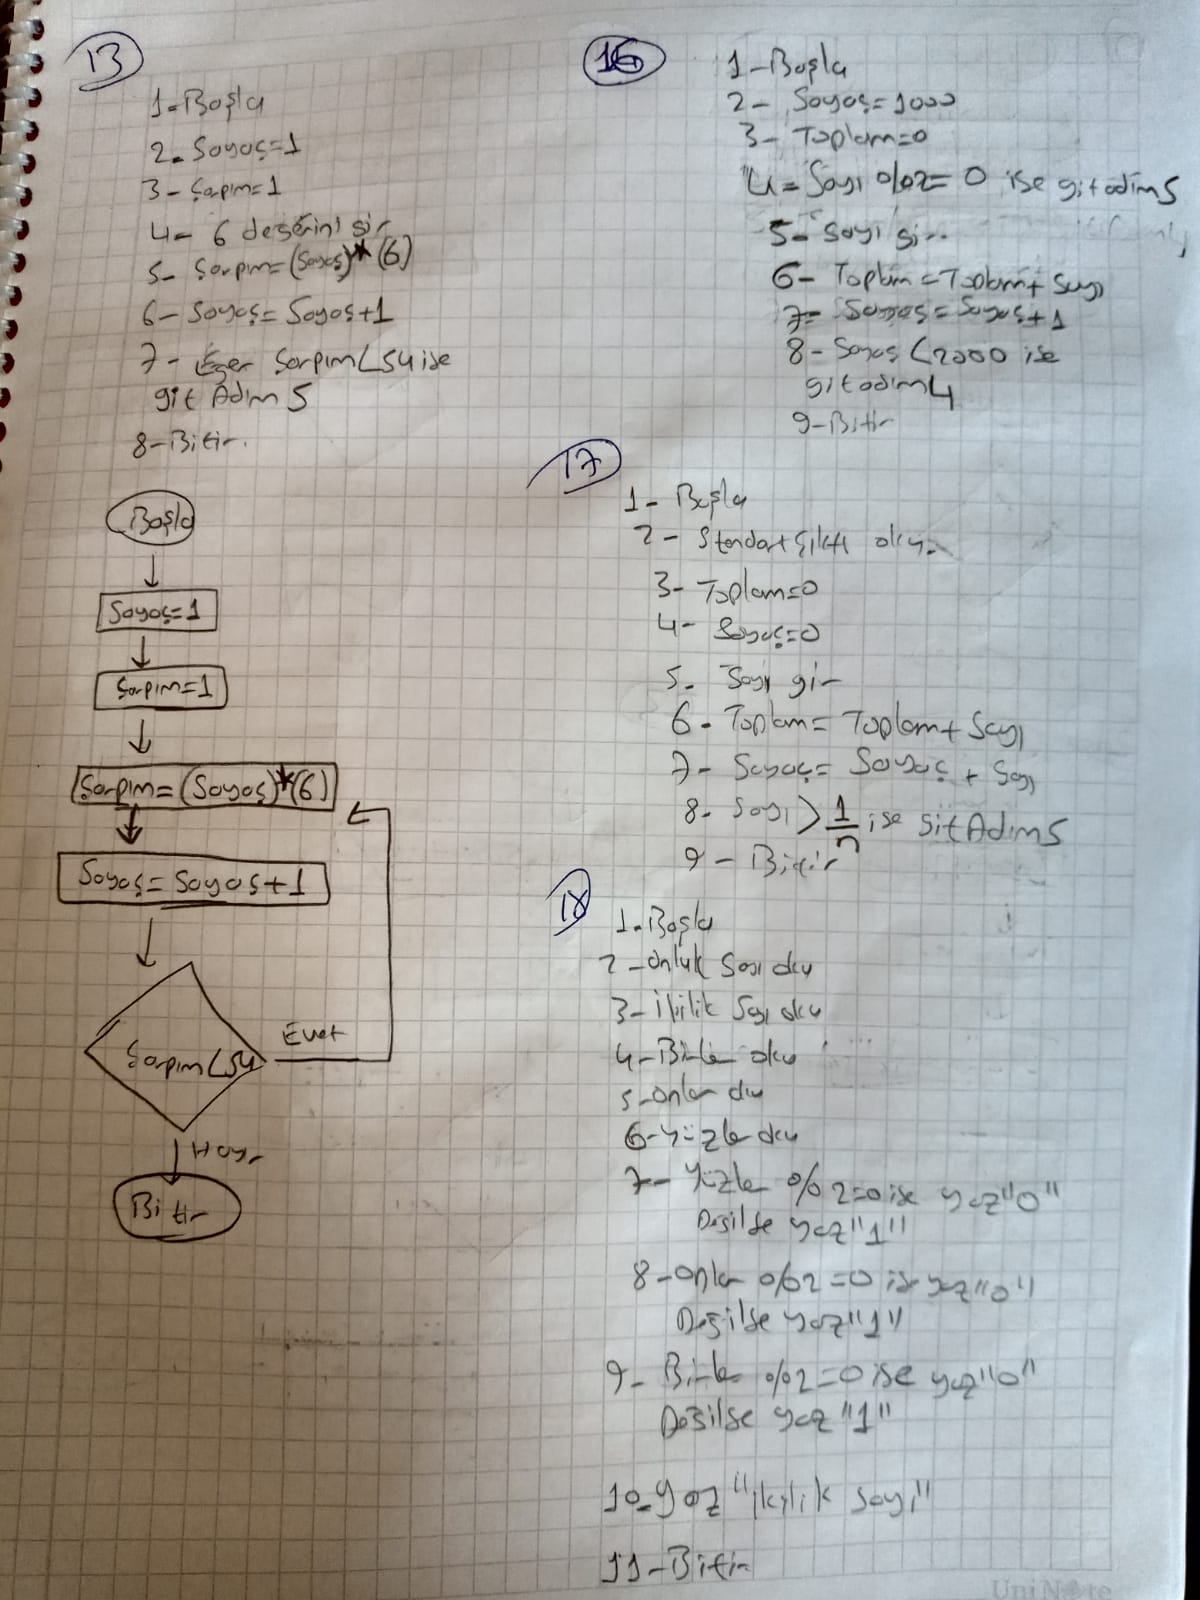 13
1-Başla
2- Sayaç=1
3- Çarpım=1
4- 6 değerini gir
5- Çarpım=(Sayaç)*(6)
6- Sayaç=Sayaç+1
7- Eğer Çarpım<54 ise
git Adım 5
8-Bitir.
Başla
Sayaç=1
Çarpım=1
Çarpım=(Sayaç)*(6)
Sayaç=Sayaç+1
Çarpım<54
Evet
Hayır
Bitir
16
1-Başla
2- Sayaç=1000
3- Toplam=0
4- Sayı %2=0 ise git adım 5
5- Sayı gir.
6- Toplam=Toplam+Sayı
7- Sayaç=Sayaç+1
8- Sayaç<2000 ise
git adım 4
9-Bitir
17
1- Başla
2- Standart çıktı oku.
3- Toplam=0
4- Sayaç=0
5- Sayı gir
6- Toplam=Toplam+Sayı
7- Sayaç=Sayaç+Sayı
8- Sayı>1/n ise git Adım 5
9- Bitir
18
1-Başla
2-Onluk Sayı oku
3-İkilik Sayı oku
4-Birler oku
5-Onlar oku
6-Yüzler oku
7- Yüzler %2=0 ise yaz "0"
Değilse yaz "1"
8-Onlar %2=0 ise yaz "0"
Değilse yaz "1"
9- Birler %2=0 ise yaz "0"
Değilse yaz "1"
10-Yaz "ikilik sayı"
11-Bitir
UniNote